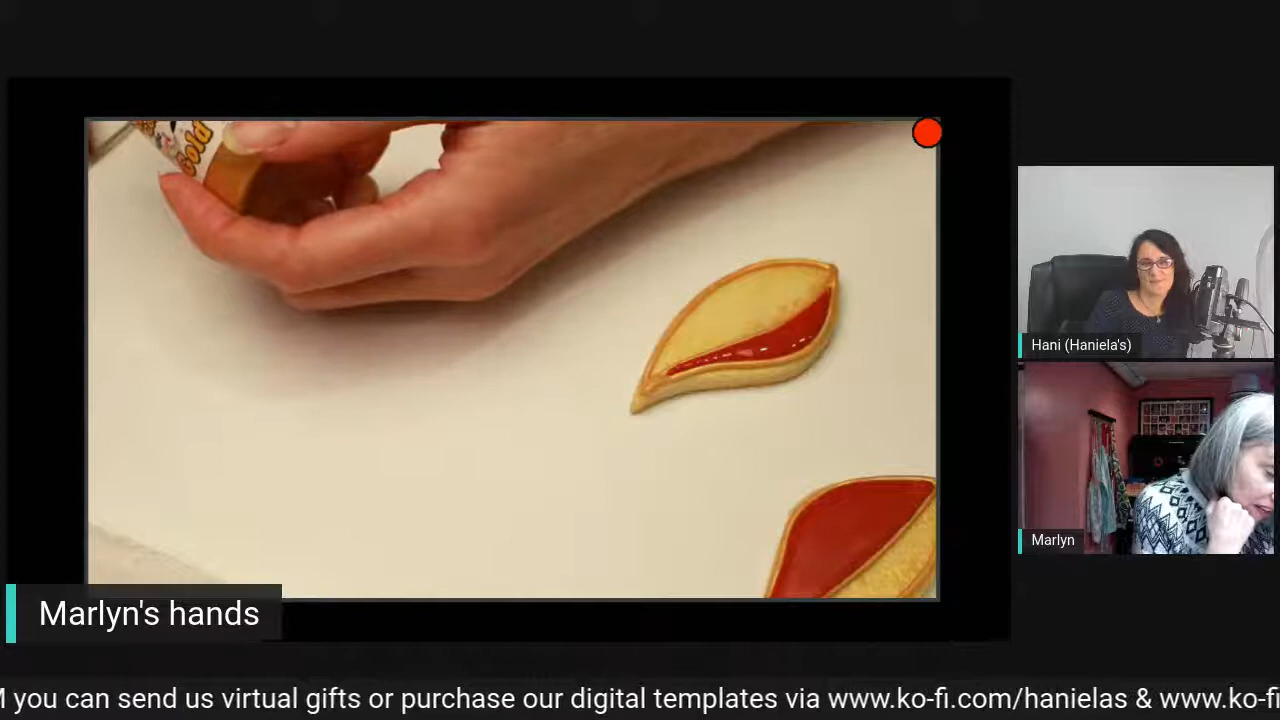 Gold
Hani (Haniela's)
Marlyn
Marlyn's hands
you can send us virtual gifts or purchase our digital templates via www.ko-fi.com/hanielas & www.ko-fi